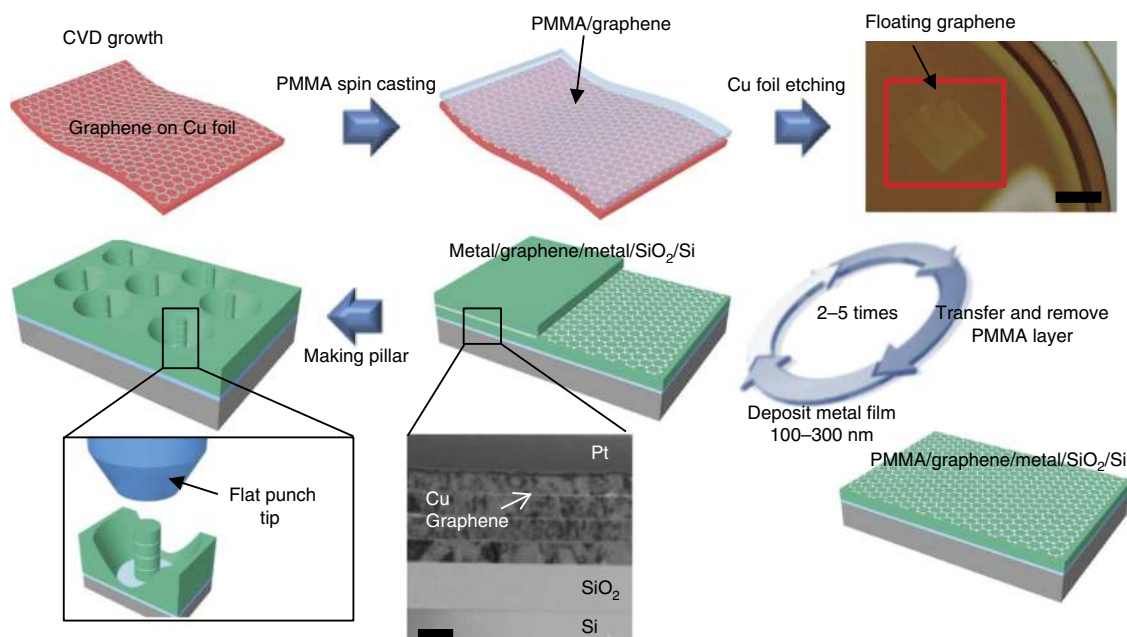 CVD growth
Graphene on Cu foil
PMMA spin casting
PMMA/graphene
Cu foil etching
Floating graphene
Metal/graphene/metal/SiO₂/Si
Making pillar
2–5 times
Transfer and remove
PMMA layer
Deposit metal film
100–300 nm
PMMA/graphene/metal/SiO₂/Si
Flat punch
tip
Pt
Cu
Graphene
SiO₂
Si